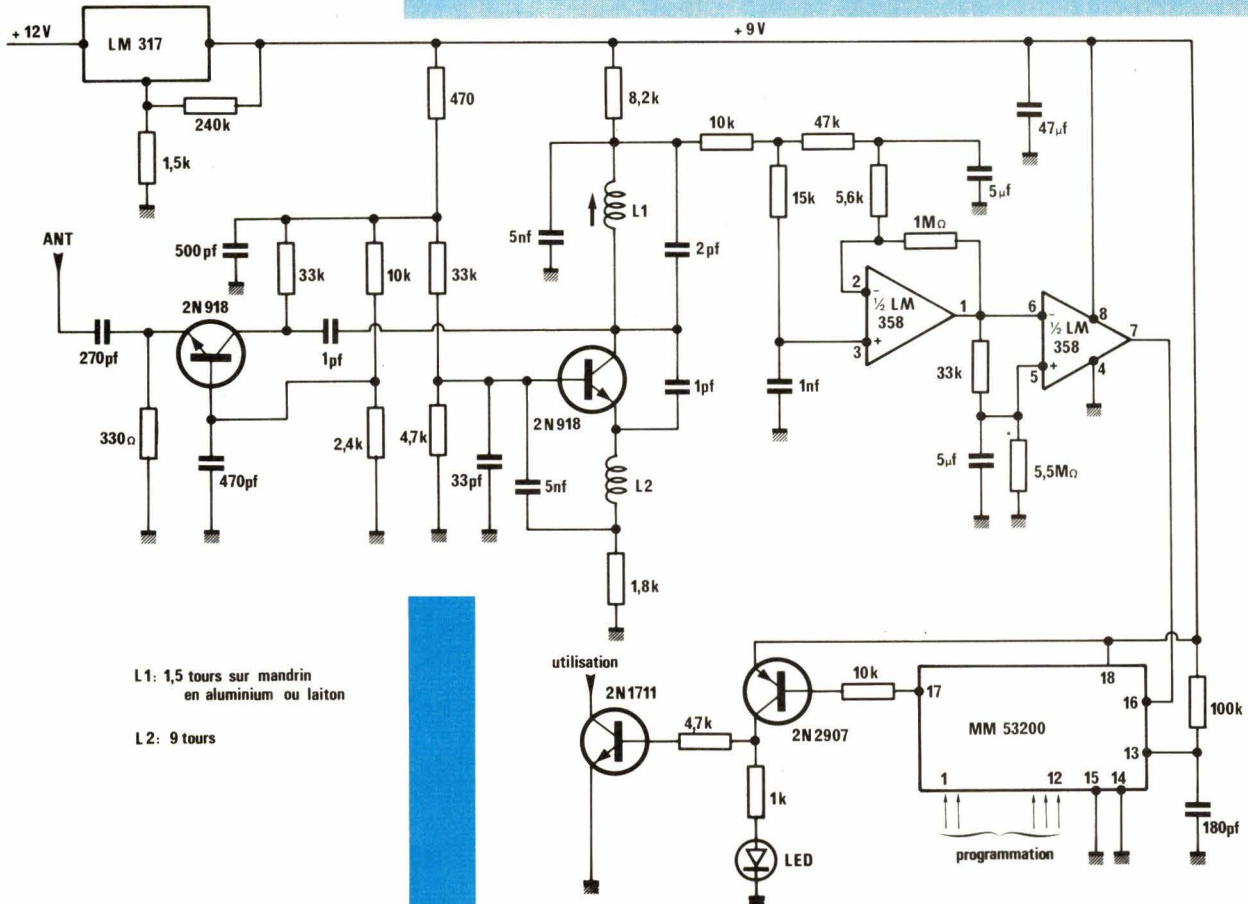 + 12V
LM 317
+ 9V
240k
1,5k
470
8,2k
10k
47k
47µf
5µf
15k
5,6k
1MΩ
L1
5nf
2pf
ANT
500pf
33k
10k
33k
2N918
270pf
1pf
2
-
½ LM
358
1
3
+
6
-
½ LM
358
8
7
5
+
4
33k
1nf
2N918
1pf
330Ω
470pf
2,4k
4,7k
33pf
5nf
L2
5µf
5,5MΩ
1,8k
L1: 1,5 tours sur mandrin
en aluminium ou laiton
L2: 9 tours
utilisation
2N1711
4,7k
2N2907
10k
17
18
16
MM 53200
13
1
12
15
14
100k
180pf
programmation
1k
LED